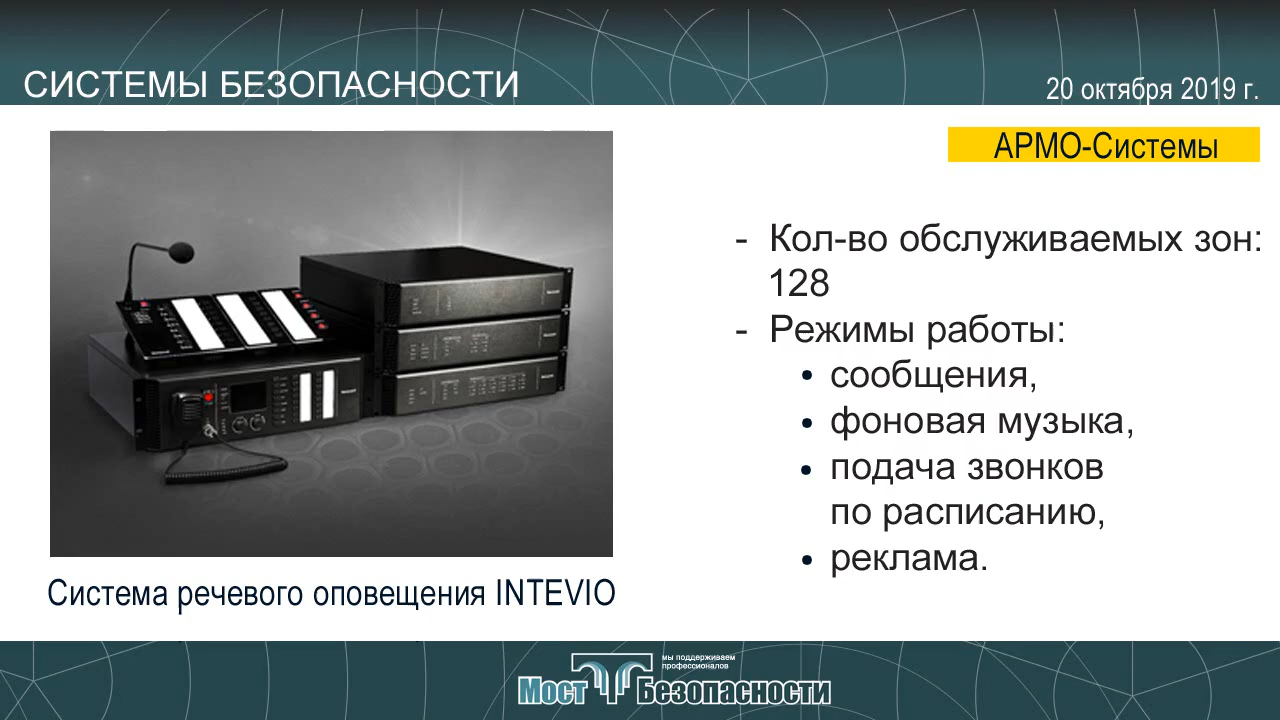 СИСТЕМЫ БЕЗОПАСНОСТИ
20 октября 2019 г.
АРМО-Системы
- Кол-во обслуживаемых зон:
128
- Режимы работы:
• сообщения,
• фоновая музыка,
• подача звонков
по расписанию,
• реклама.
Система речевого оповещения INTEVIO
мы поддерживаем
профессионалов
Мост Безопасности